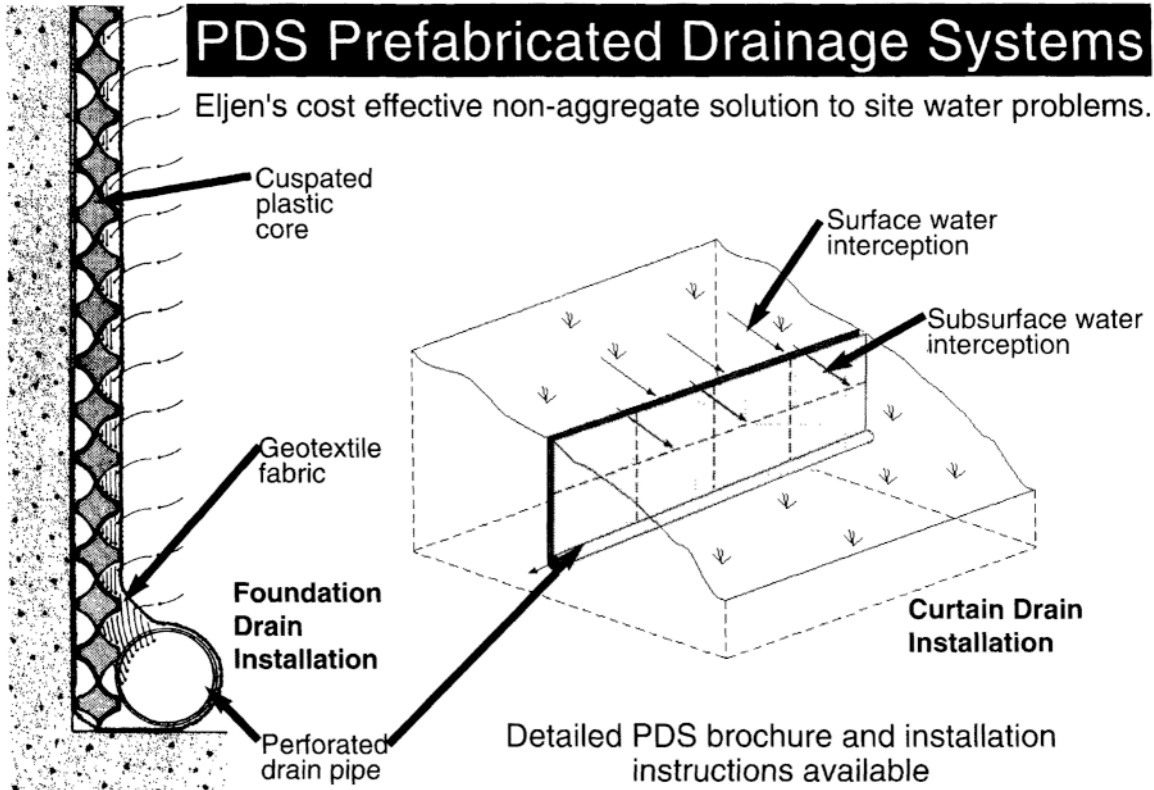 PDS Prefabricated Drainage Systems
Eljen's cost effective non-aggregate solution to site water problems.
Cuspated
plastic
core
Surface water
interception
Subsurface water
interception
Geotextile
fabric
Foundation
Drain
Installation
Curtain Drain
Installation
Perforated
drain pipe
Detailed PDS brochure and installation
instructions available